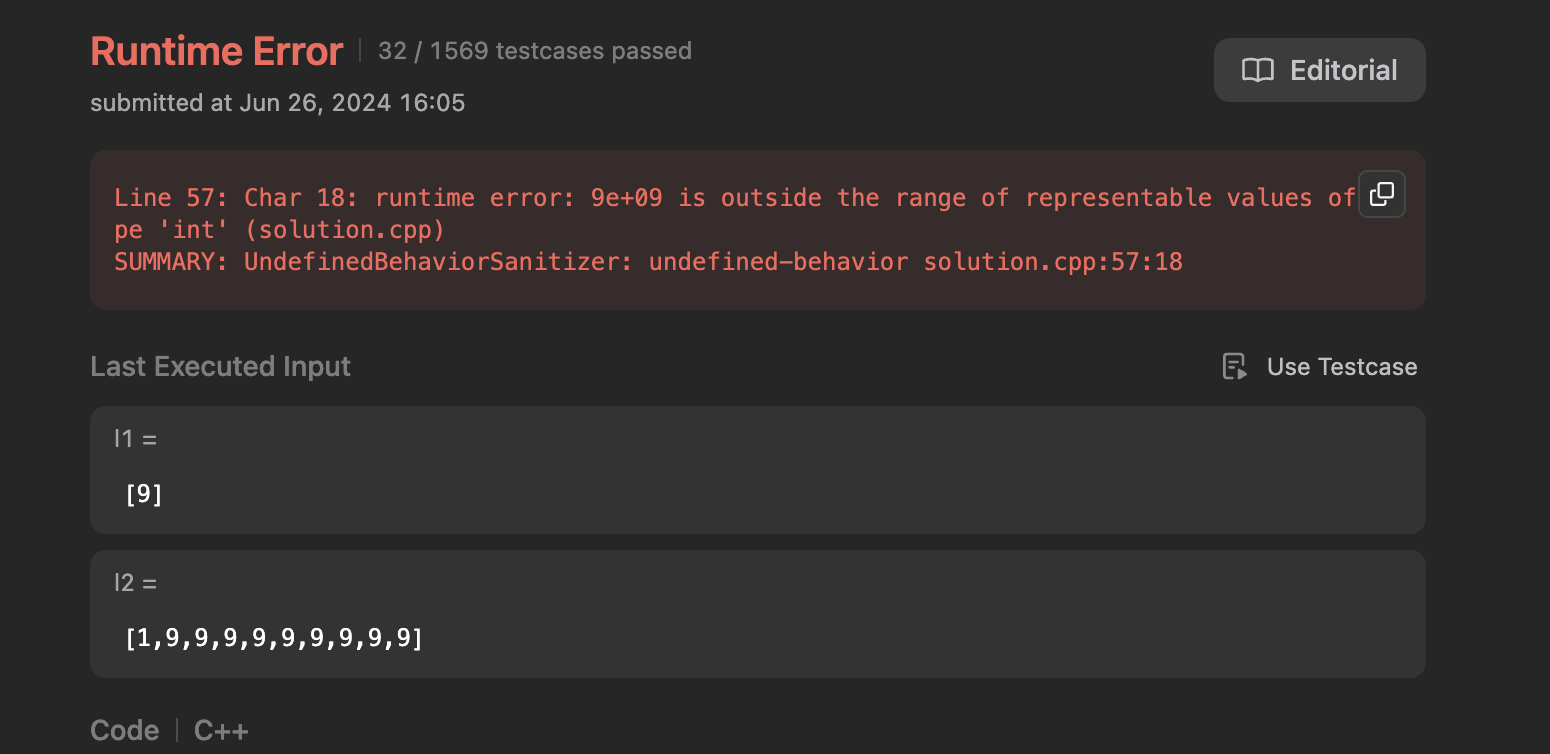 Runtime Error | 32 / 1569 testcases passed
Editorial
submitted at Jun 26, 2024 16:05
Line 57: Char 18: runtime error: 9e+09 is outside the range of representable values of
pe 'int' (solution.cpp)
SUMMARY: UndefinedBehaviorSanitizer: undefined-behavior solution.cpp:57:18
Last Executed Input
Use Testcase
l1 =
[9]
l2 =
[1,9,9,9,9,9,9,9,9,9]
Code | C++